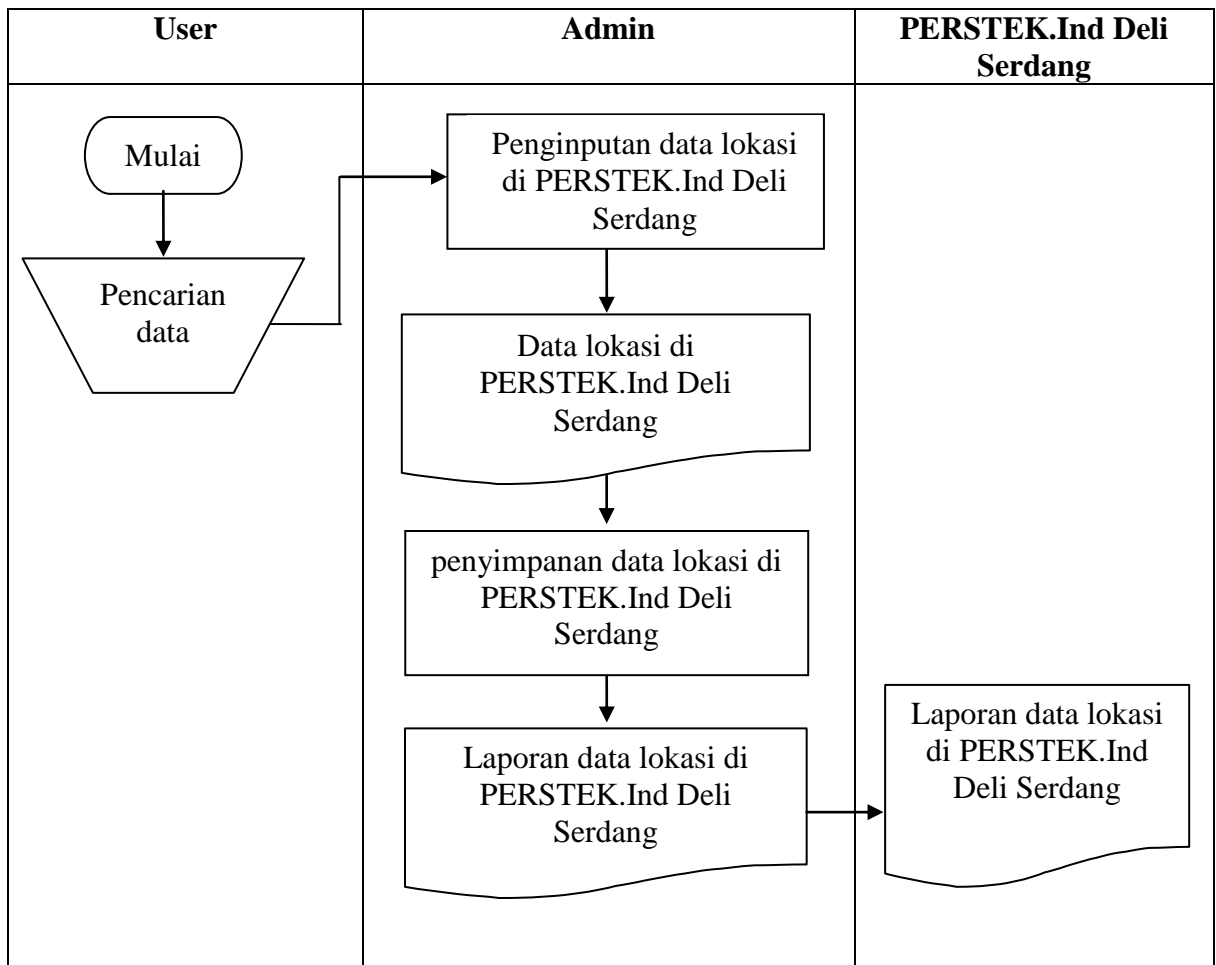 User
Admin
PERSTEK.Ind Deli
Serdang
Mulai
Pencarian
data
Penginputan data lokasi
di PERSTEK.Ind Deli
Serdang
Data lokasi di
PERSTEK.Ind Deli
Serdang
penyimpanan data lokasi di
PERSTEK.Ind Deli
Serdang
Laporan data lokasi di
PERSTEK.Ind Deli
Serdang
Laporan data lokasi
di PERSTEK.Ind
Deli Serdang